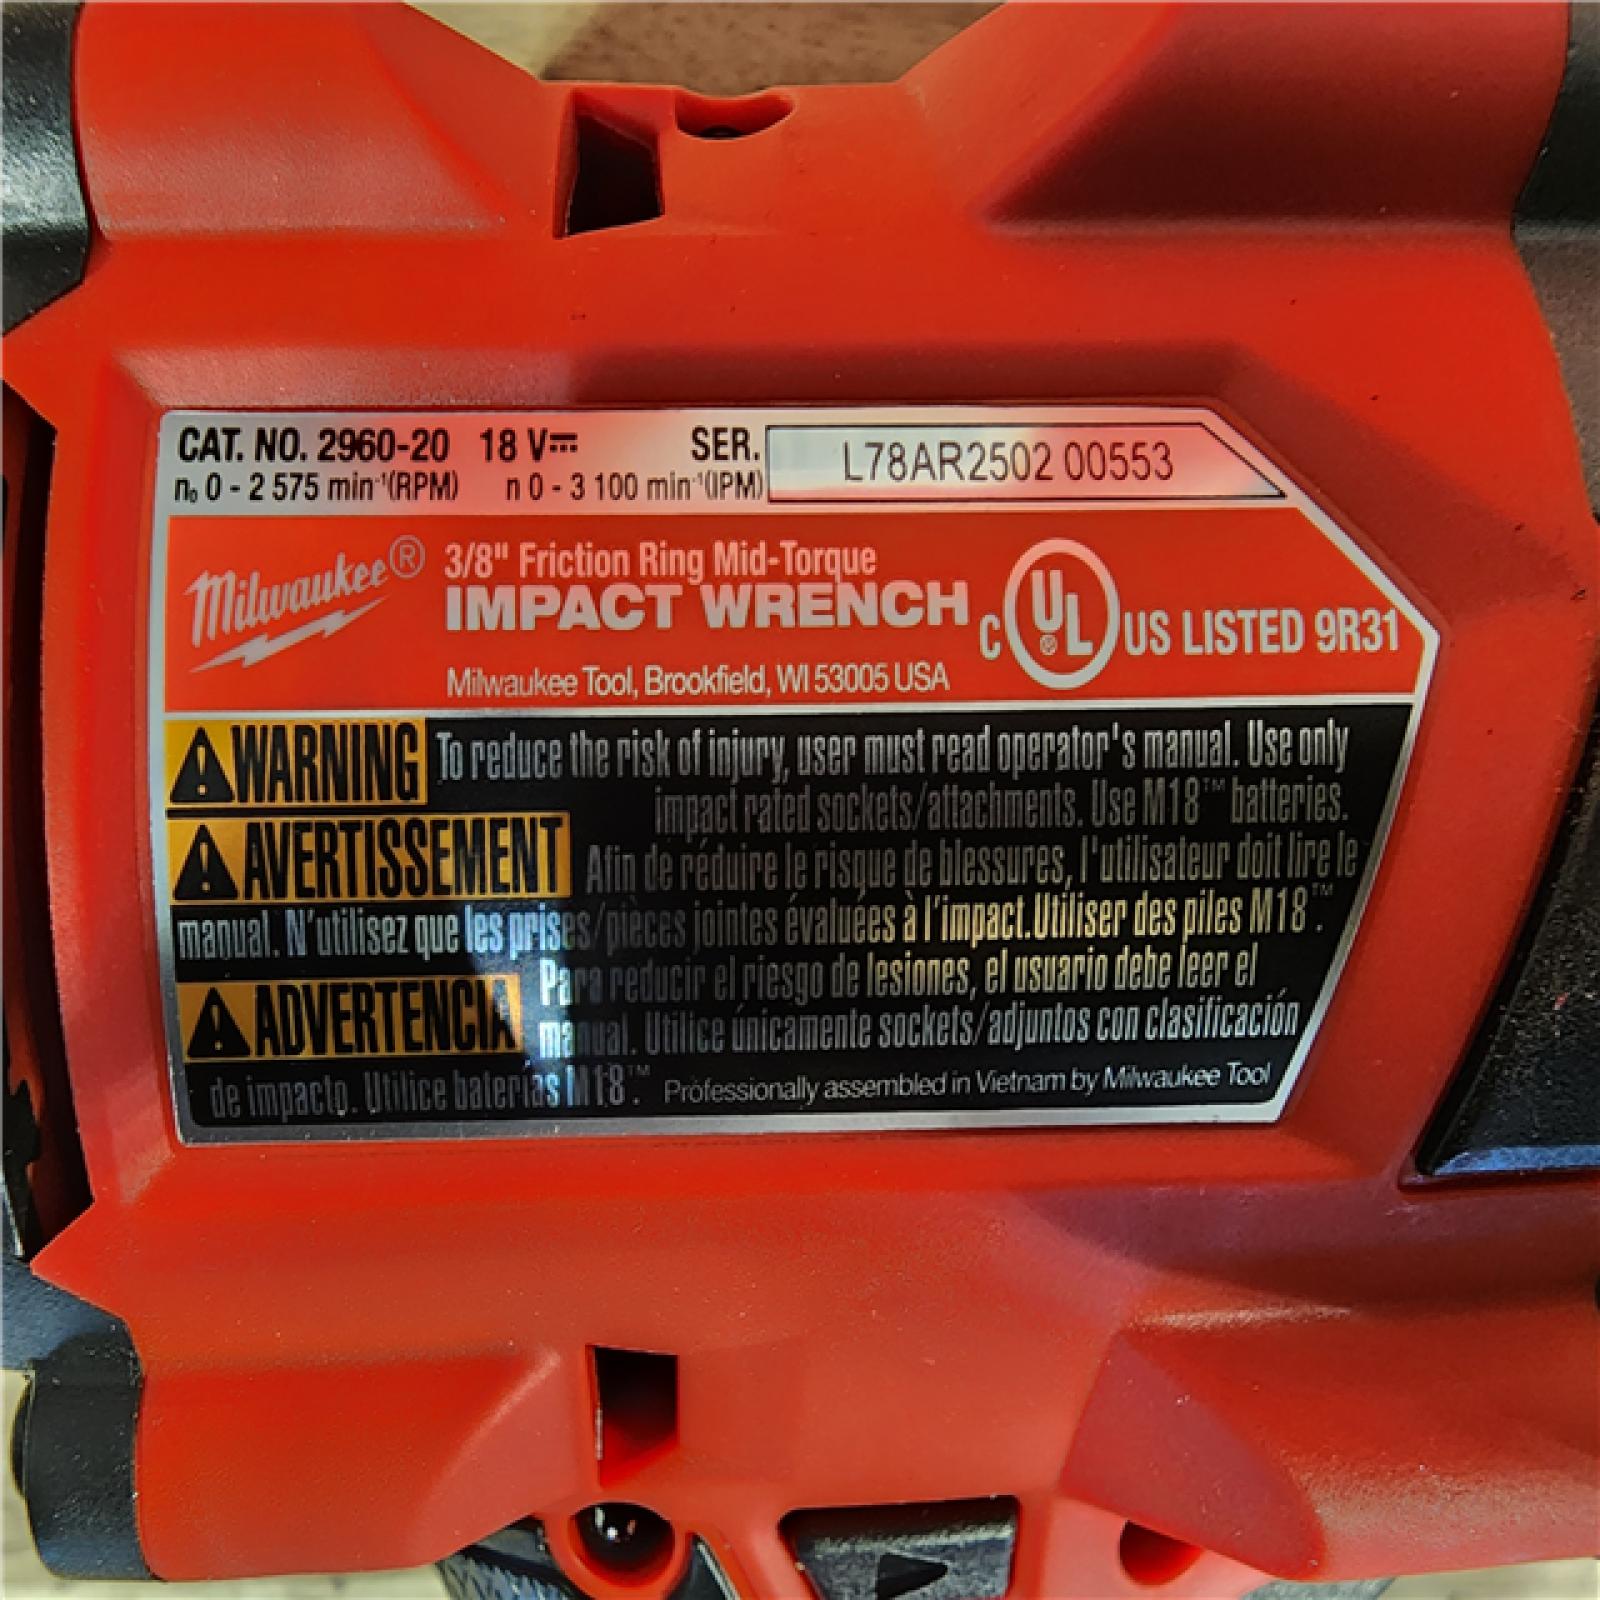 CAT. NO. 2960-20 18 V⎓ SER. L78AR2502 00553
n₀ 0 - 2 575 min⁻¹(RPM) n 0 - 3 100 min⁻¹(IPM)
Milwaukee®
3/8" Friction Ring Mid-Torque
IMPACT WRENCH
Milwaukee Tool, Brookfield, WI 53005 USA
C UL® US LISTED 9R31
WARNING To reduce the risk of injury, user must read operator's manual. Use only
impact rated sockets/attachments. Use M18™ batteries.
AVERTISSEMENT Afin de réduire le risque de blessures, l'utilisateur doit lire le
manual. N'utilisez que les prises/pièces jointes évaluées à l'impact.Utiliser des piles M18™.
ADVERTENCIA Para reducir el riesgo de lesiones, el usuario debe leer el
manual. Utilice únicamente sockets/adjuntos con clasificación
de impacto. Utilice baterías M18™. Professionally assembled in Vietnam by Milwaukee Tool